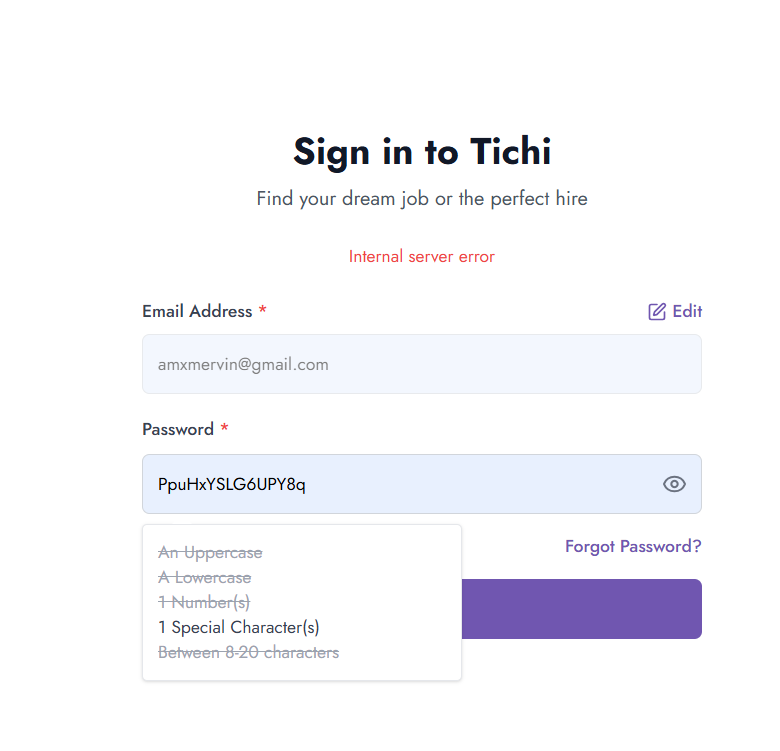 Sign in to Tichi
Find your dream job or the perfect hire
Internal server error
Email Address * Edit
amxmervin@gmail.com
Password *
PpuHxYSLG6UPY8q
Forgot Password?
An Uppercase
A Lowercase
1 Number(s)
1 Special Character(s)
Between 8-20 characters